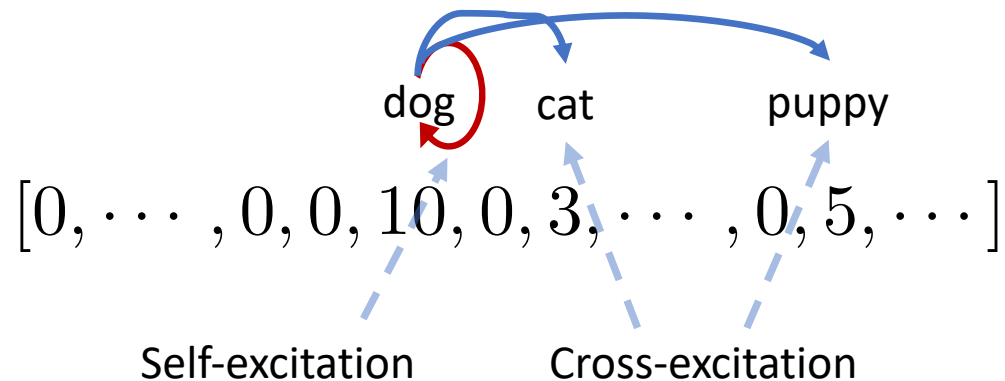 dog cat puppy
[0, ··· , 0, 0, 10, 0, 3, ··· , 0, 5, ··· ]
Self-excitation Cross-excitation